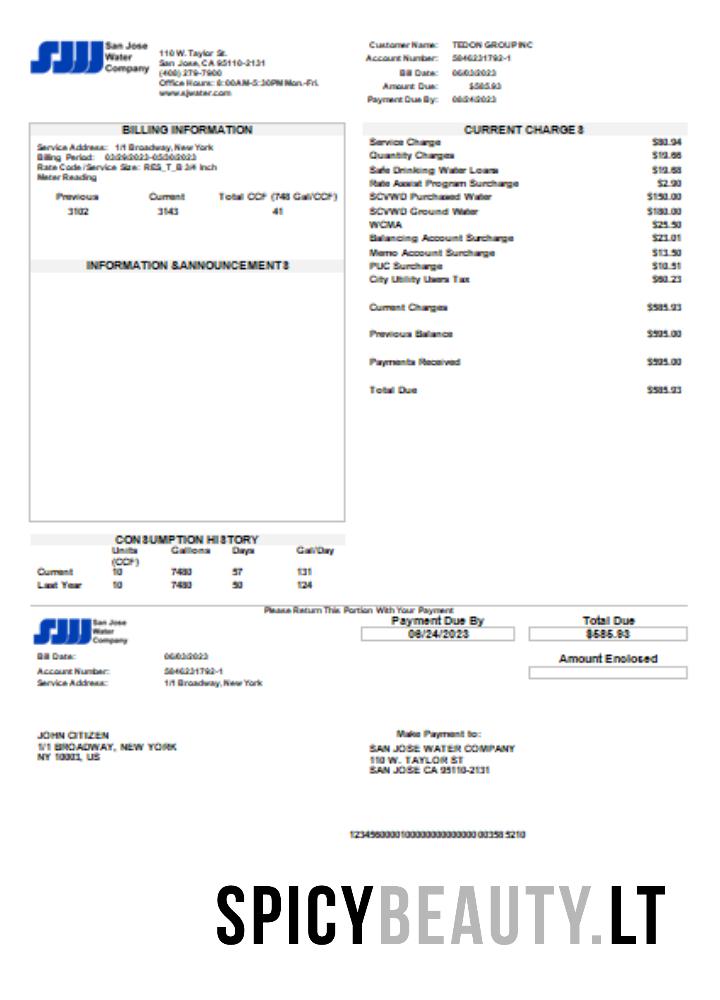 SJW San Jose
Water
Company
110 W. Taylor St.
San Jose, CA 95110-2131
(408) 279-7900
Office Hours: 8:00AM-5:30PM Mon.-Fri.
www.sjwater.com
Customer Name: TEDON GROUP INC
Account Number: 5846231792-1
Bill Date: 06/03/2023
Amount Due: $585.93
Payment Due By: 06/24/2023
BILLING INFORMATION
Service Address: 1/1 Broadway, New York
Billing Period: 03/29/2023-05/30/2023
Rate Code/Service Size: RES_T_B 3/4 Inch
Meter Reading
Previous Current Total CCF (748 Gal/CCF)
3102 3143 41
INFORMATION & ANNOUNCEMENTS
CURRENT CHARGES
Service Charge $80.94
Quantity Charges $19.66
Safe Drinking Water Loans $19.68
Rate Assist Program Surcharge $2.90
SCVWD Purchased Water $150.00
SCVWD Ground Water $180.00
WCMA $25.50
Balancing Account Surcharge $23.01
Memo Account Surcharge $13.50
PUC Surcharge $10.51
City Utility Users Tax $60.23
Current Charges $585.93
Previous Balance $595.00
Payments Received $595.00
Total Due $585.93
CONSUMPTION HISTORY
Units Gallons Days Gal/Day
(CCF)
Current 10 7480 57 131
Last Year 10 7480 50 124
Please Return This Portion With Your Payment
SJW San Jose
Water
Company
Payment Due By Total Due
06/24/2023 $585.93
Amount Enclosed
Bill Date: 06/03/2023
Account Number: 5846231792-1
Service Address: 1/1 Broadway, New York
JOHN CITIZEN
1/1 BROADWAY, NEW YORK
NY 10003, US
Make Payment to:
SAN JOSE WATER COMPANY
110 W. TAYLOR ST
SAN JOSE CA 95110-2131
SPICYBEAUTY.LT